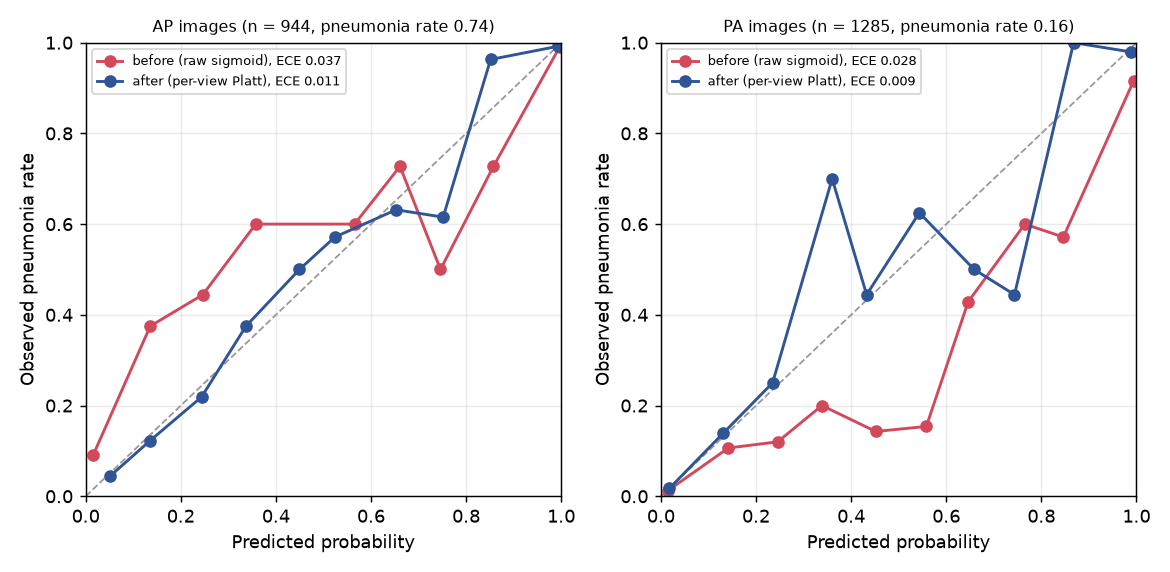 AP images (n = 944, pneumonia rate 0.74)
before (raw sigmoid), ECE 0.037
after (per-view Platt), ECE 0.011
Observed pneumonia rate
1.0
0.8
0.6
0.4
0.2
0.0
0.0 0.2 0.4 0.6 0.8 1.0
Predicted probability
PA images (n = 1285, pneumonia rate 0.16)
before (raw sigmoid), ECE 0.028
after (per-view Platt), ECE 0.009
Observed pneumonia rate
1.0
0.8
0.6
0.4
0.2
0.0
0.0 0.2 0.4 0.6 0.8 1.0
Predicted probability